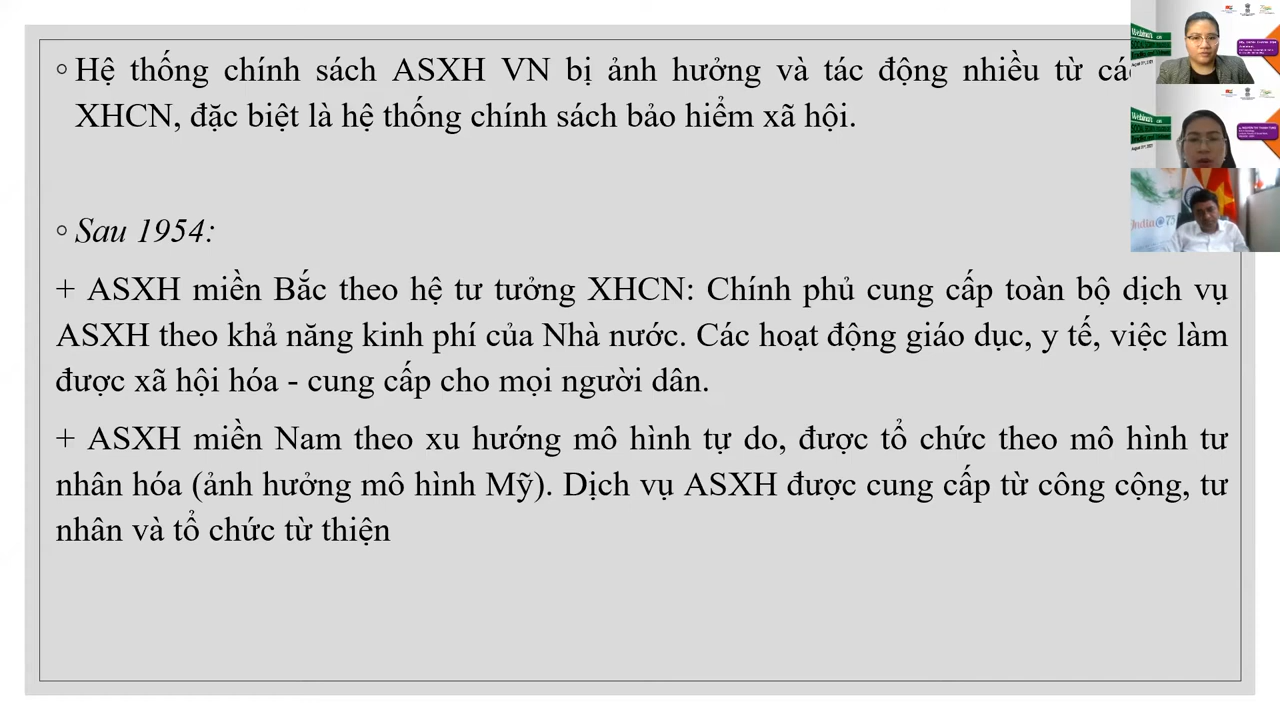 ◦ Hệ thống chính sách ASXH VN bị ảnh hưởng và tác động nhiều từ
XHCN, đặc biệt là hệ thống chính sách bảo hiểm xã hội.
◦ Sau 1954:
+ ASXH miền Bắc theo hệ tư tưởng XHCN: Chính phủ cung cấp toàn bộ dịch vụ
ASXH theo khả năng kinh phí của Nhà nước. Các hoạt động giáo dục, y tế, việc làm
được xã hội hóa - cung cấp cho mọi người dân.
+ ASXH miền Nam theo xu hướng mô hình tự do, được tổ chức theo mô hình tư
nhân hóa (ảnh hưởng mô hình Mỹ). Dịch vụ ASXH được cung cấp từ công cộng, tư
nhân và tổ chức từ thiện
Webinar
Webinar
India @ 75